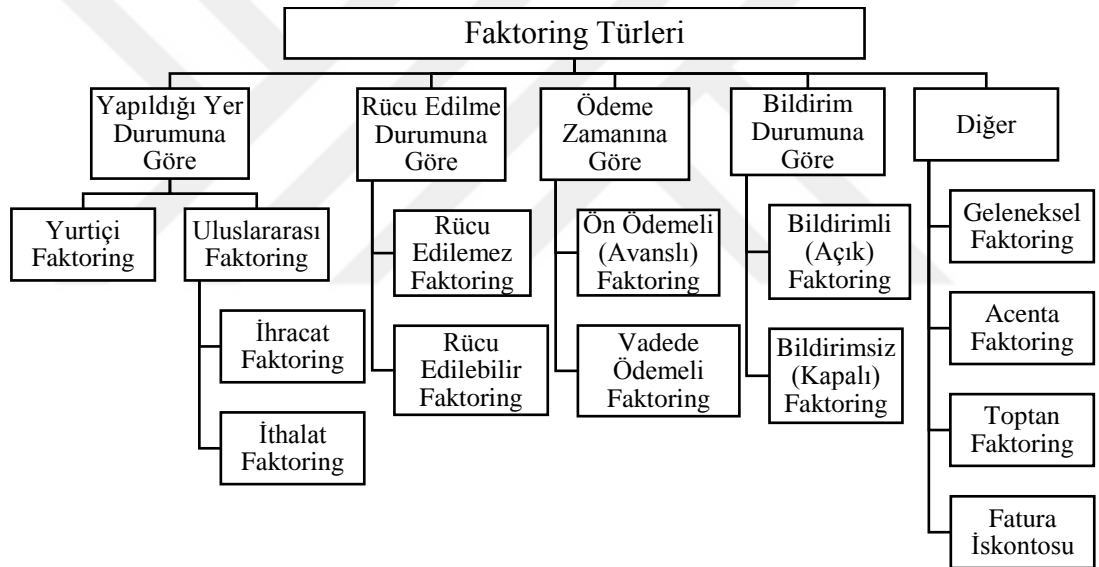 Faktoring Türleri
Yapıldığı Yer
Durumuna
Göre
Rücu Edilme
Durumuna
Göre
Ödeme
Zamanına
Göre
Bildirim
Durumuna
Göre
Diğer
Yurtiçi
Faktoring
Uluslararası
Faktoring
İhracat
Faktoring
İthalat
Faktoring
Rücu
Edilemez
Faktoring
Rücu
Edilebilir
Faktoring
Ön Ödemeli
(Avanslı)
Faktoring
Vadede
Ödemeli
Faktoring
Bildirimli
(Açık)
Faktoring
Bildirimsiz
(Kapalı)
Faktoring
Geleneksel
Faktoring
Acenta
Faktoring
Toptan
Faktoring
Fatura
İskontosu